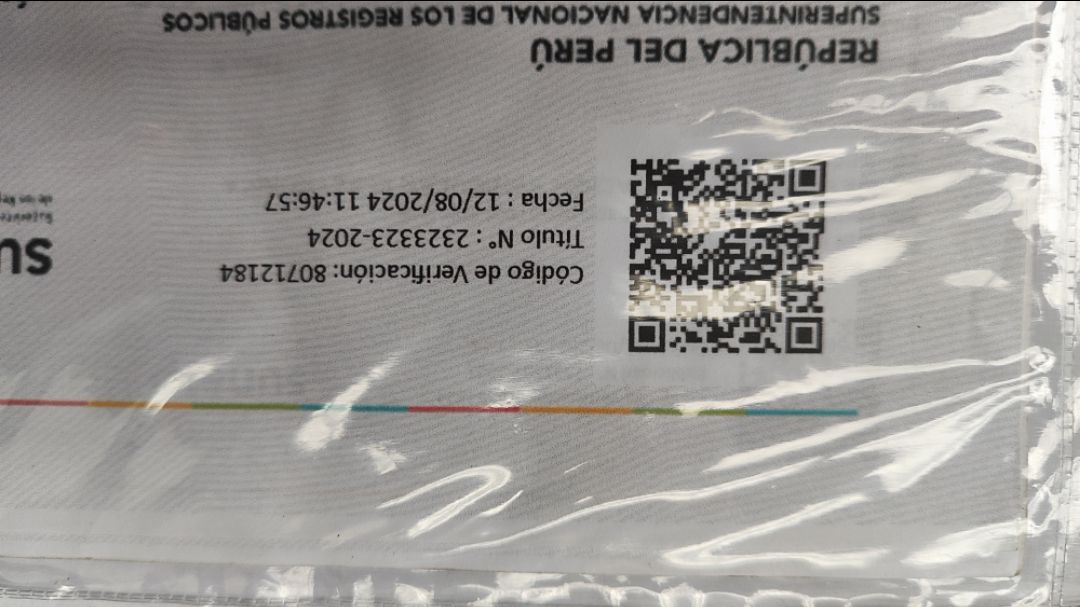 Código de Verificación: 80712184
Título N° : 2323323-2024
Fecha : 12/08/2024 11:46:57
SU
REPÚBLICA DEL PERÚ
SUPERINTENDENCIA NACIONAL DE LOS REGISTROS PÚBLICOS